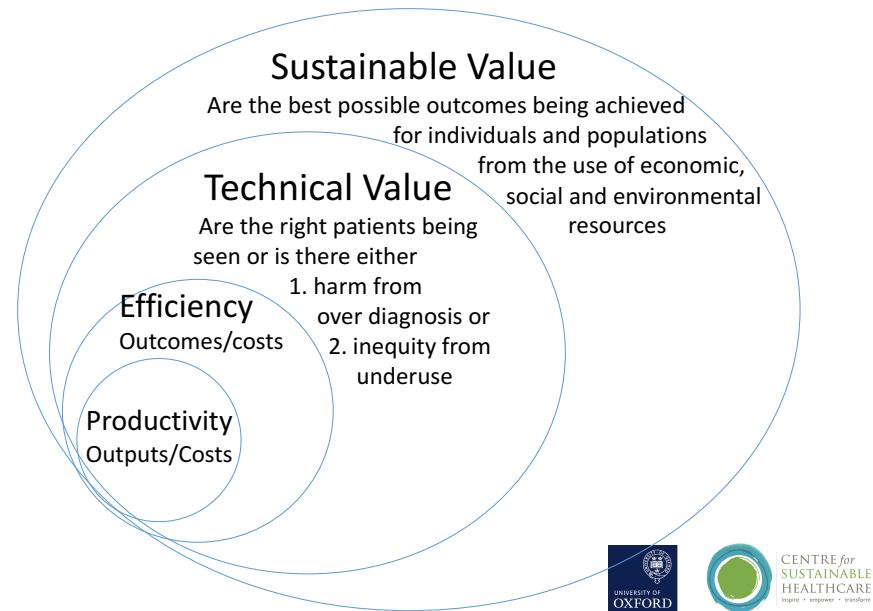 Sustainable Value
Are the best possible outcomes being achieved
for individuals and populations
from the use of economic,
social and environmental
resources
Technical Value
Are the right patients being
seen or is there either
1. harm from
over diagnosis or
2. inequity from
underuse
Efficiency
Outcomes/costs
Productivity
Outputs/Costs
UNIVERSITY OF
OXFORD
CENTRE for
SUSTAINABLE
HEALTHCARE
inspire • empower • transform